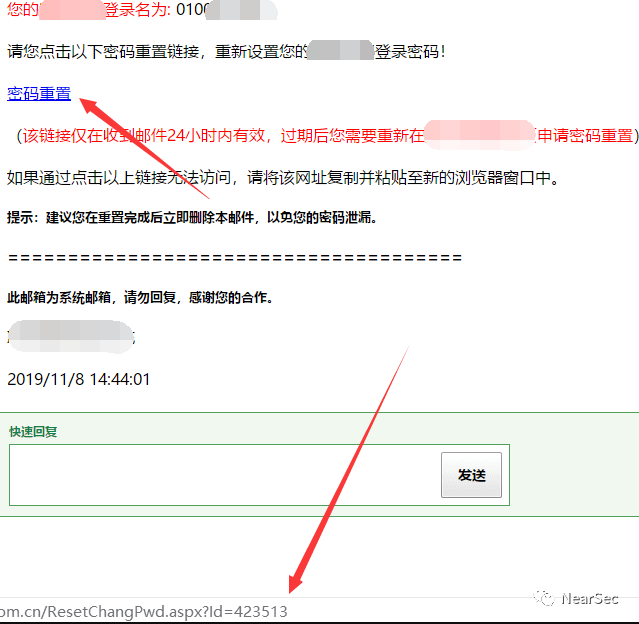 您的登录名为: 0100
请您点击以下密码重置链接，重新设置您的登录密码！
密码重置
（该链接仅在收到邮件24小时内有效，过期后您需要重新在申请密码重置）
如果通过点击以上链接无法访问，请将该网址复制并粘贴至新的浏览器窗口中。
提示：建议您在重置完成后立即删除本邮件，以免您的密码泄漏。
======================================
此邮箱为系统邮箱，请勿回复，感谢您的合作。
2019/11/8 14:44:01
快速回复
发送
NearSec
om.cn/ResetChangPwd.aspx?Id=423513